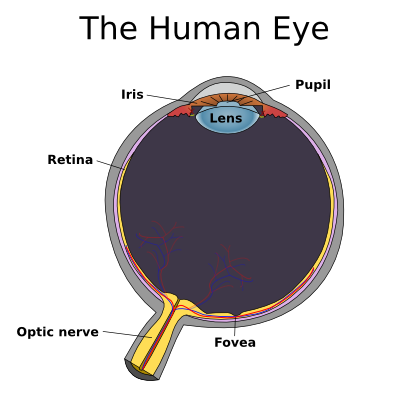 The Human Eye
Iris
Pupil
Lens
Retina
Optic nerve
Fovea